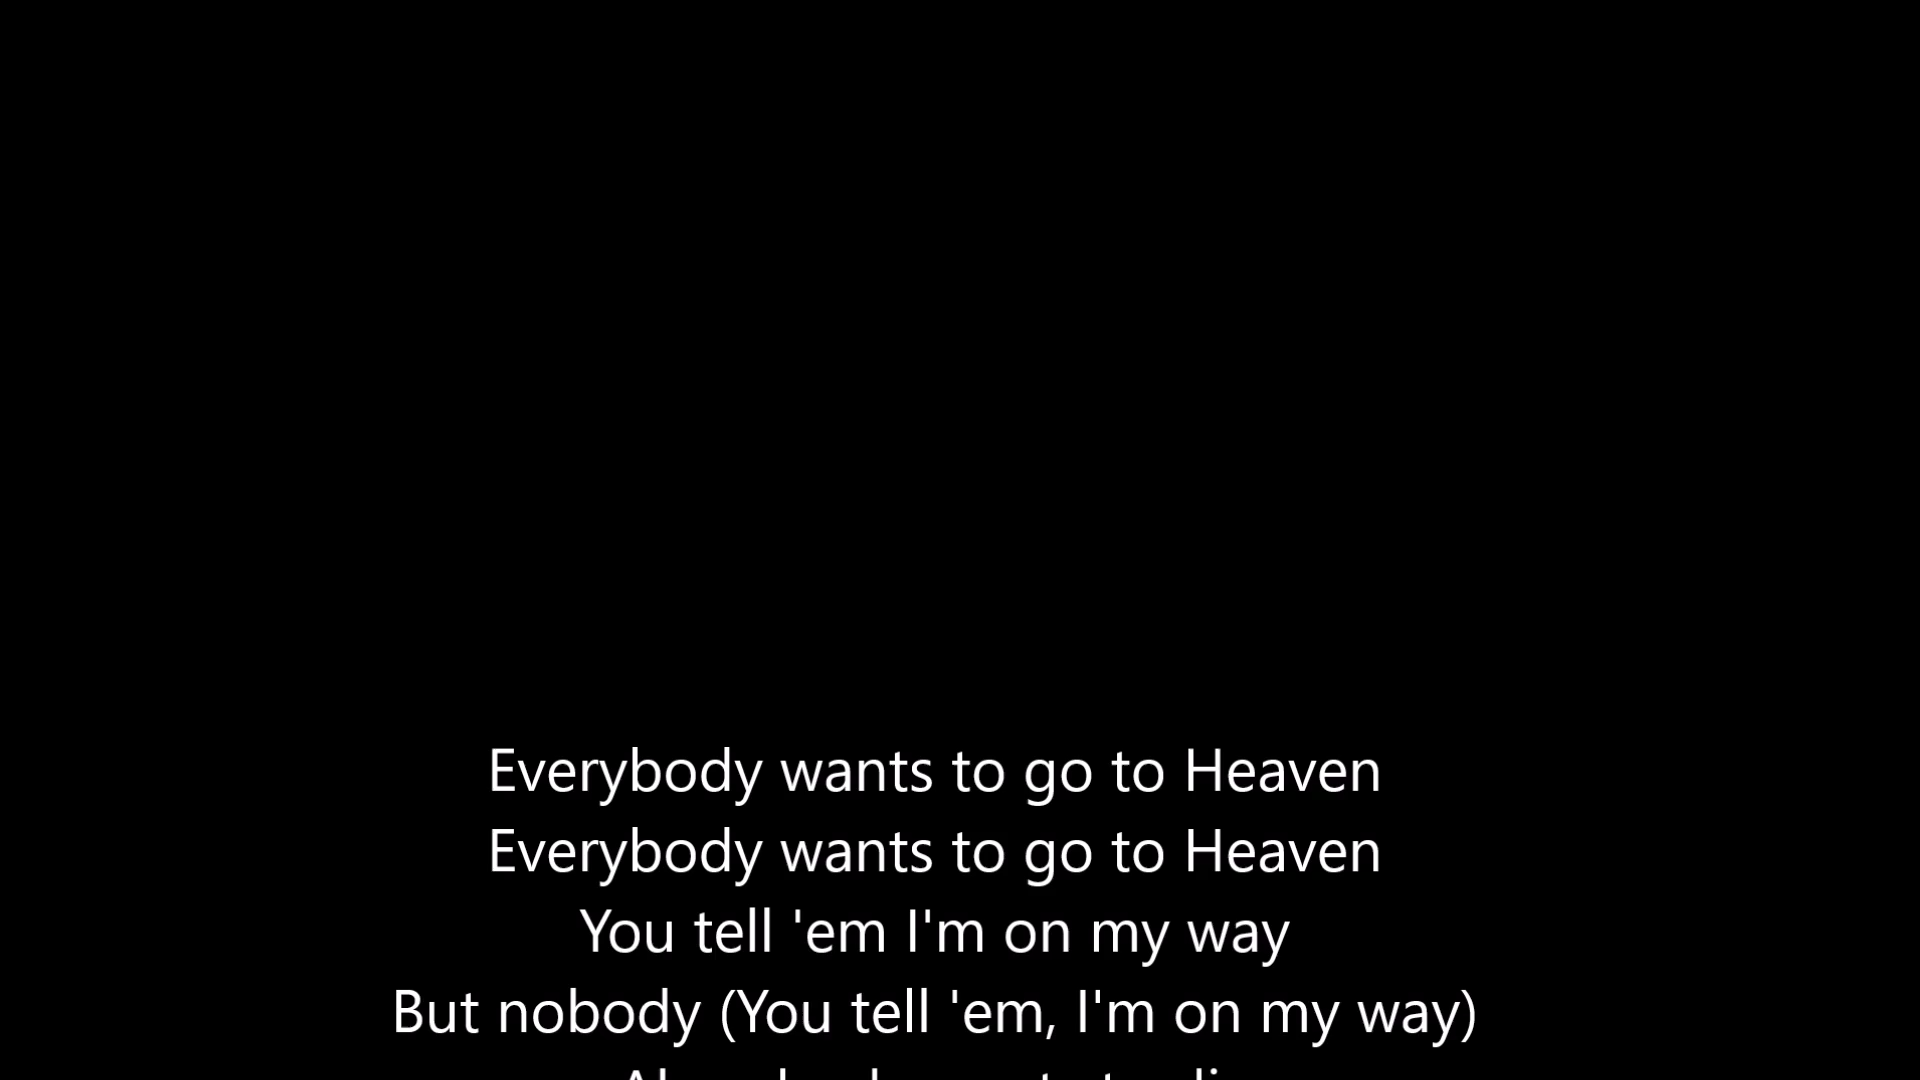 Everybody wants to go to Heaven
Everybody wants to go to Heaven
You tell 'em I'm on my way
But nobody (You tell 'em, I'm on my way)